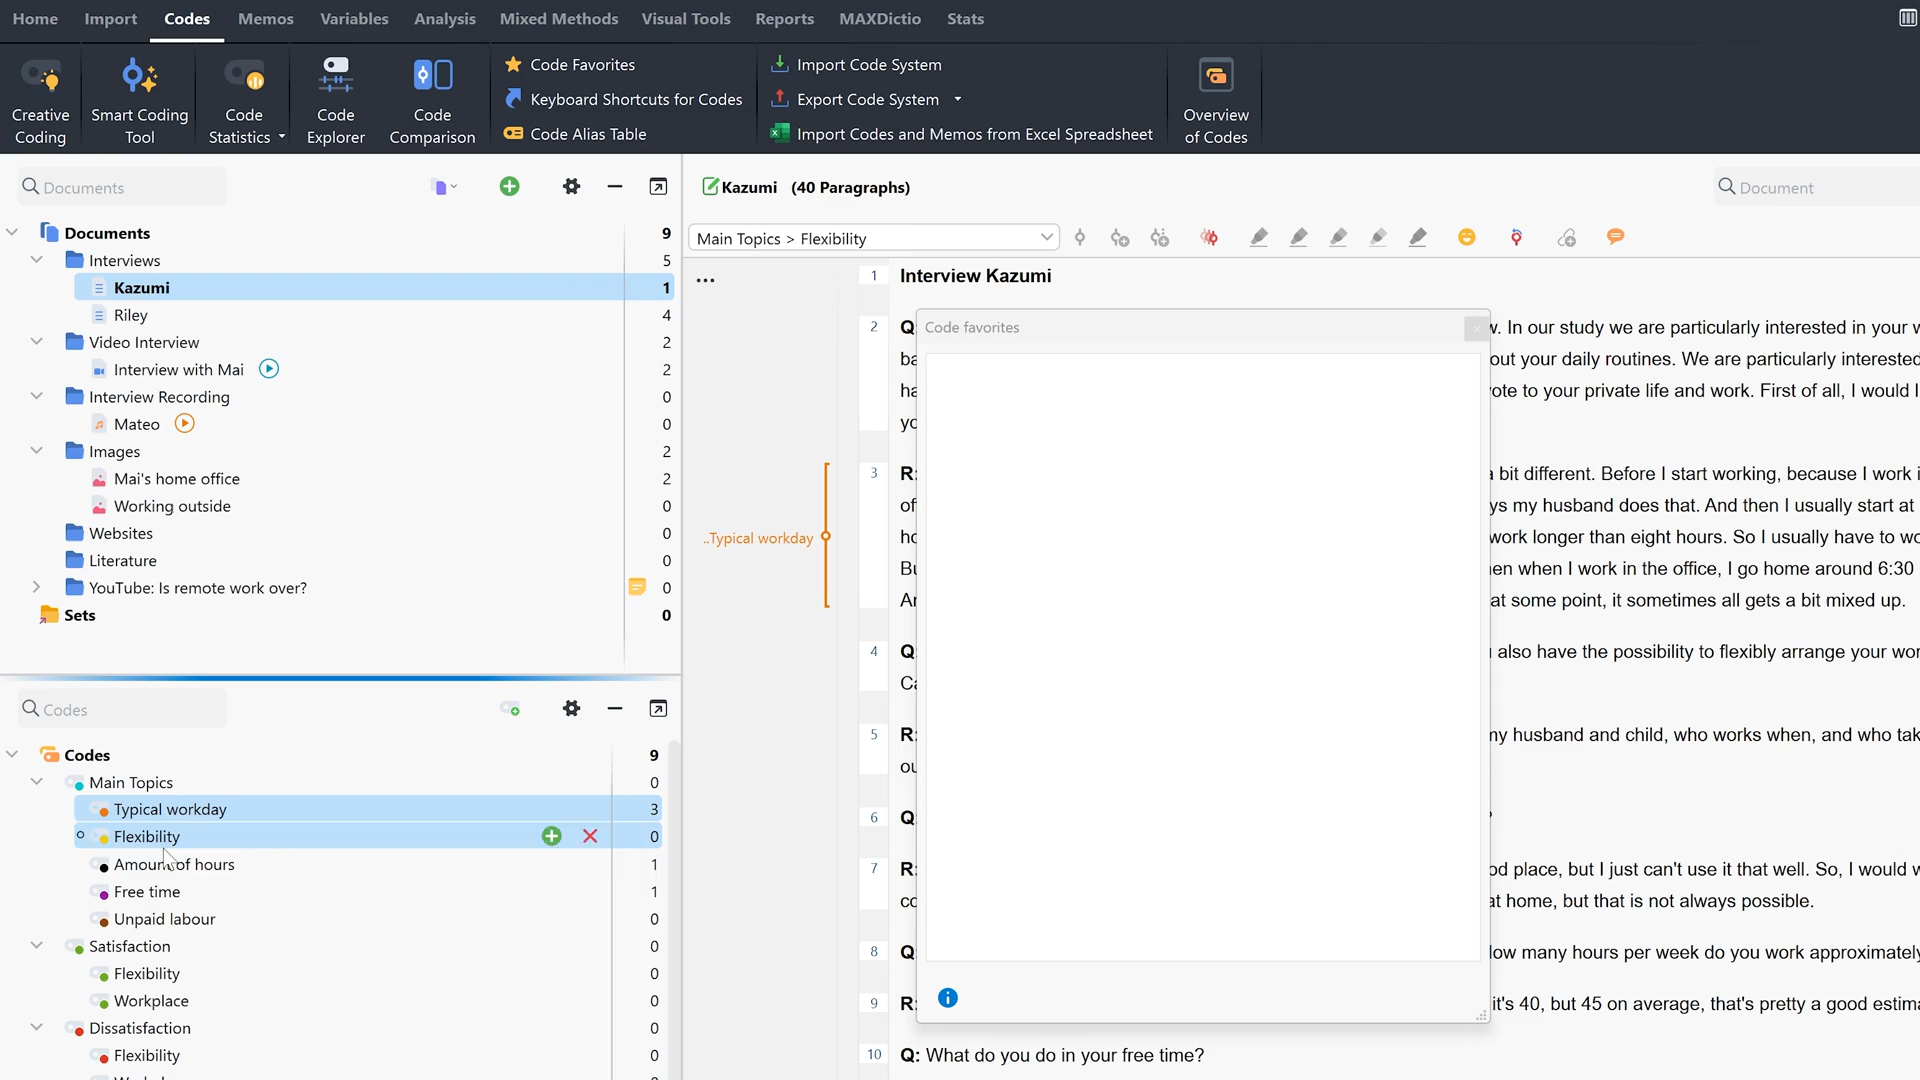 Home Import Codes Memos Variables Analysis Mixed Methods Visual Tools Reports MAXDictio Stats
Creative Coding
Smart Coding Tool
Code Statistics
Code Explorer
Code Comparison
Code Favorites
Keyboard Shortcuts for Codes
Code Alias Table
Import Code System
Export Code System
Import Codes and Memos from Excel Spreadsheet
Overview of Codes
Documents
Documents 9
Interviews 5
Kazumi 1
Riley 4
Video Interview 2
Interview with Mai 2
Interview Recording 0
Mateo 0
Images 2
Mai's home office 2
Working outside 0
Websites 0
Literature 0
YouTube: Is remote work over? 0
Sets 0
Codes
Codes 9
Main Topics 0
Typical workday 3
Flexibility 0
Amount of hours 1
Free time 1
Unpaid labour 0
Satisfaction 0
Flexibility 0
Workplace 0
Dissatisfaction 0
Flexibility 0
Kazumi (40 Paragraphs)
Document
Main Topics > Flexibility
...
..Typical workday
1 Interview Kazumi
Code favorites
2 Q: . In our study we are particularly interested in your
out your daily routines. We are particularly interested
your private life and work. First of all, I would
3 R: a bit different. Before I start working, because I work
my husband does that. And then I usually start at
work longer than eight hours. So I usually have to
when I work in the office, I go home around 6:30
at some point, it sometimes all gets a bit mixed up.
4 Q: also have the possibility to flexibly arrange your
5 R: my husband and child, who works when, and who
6 Q: ?
7 R: place, but I just can't use it that well. So, I would
at home, but that is not always possible.
8 Q: How many hours per week do you work approximately
9 R: it's 40, but 45 on average, that's pretty a good
10 Q: What do you do in your free time?